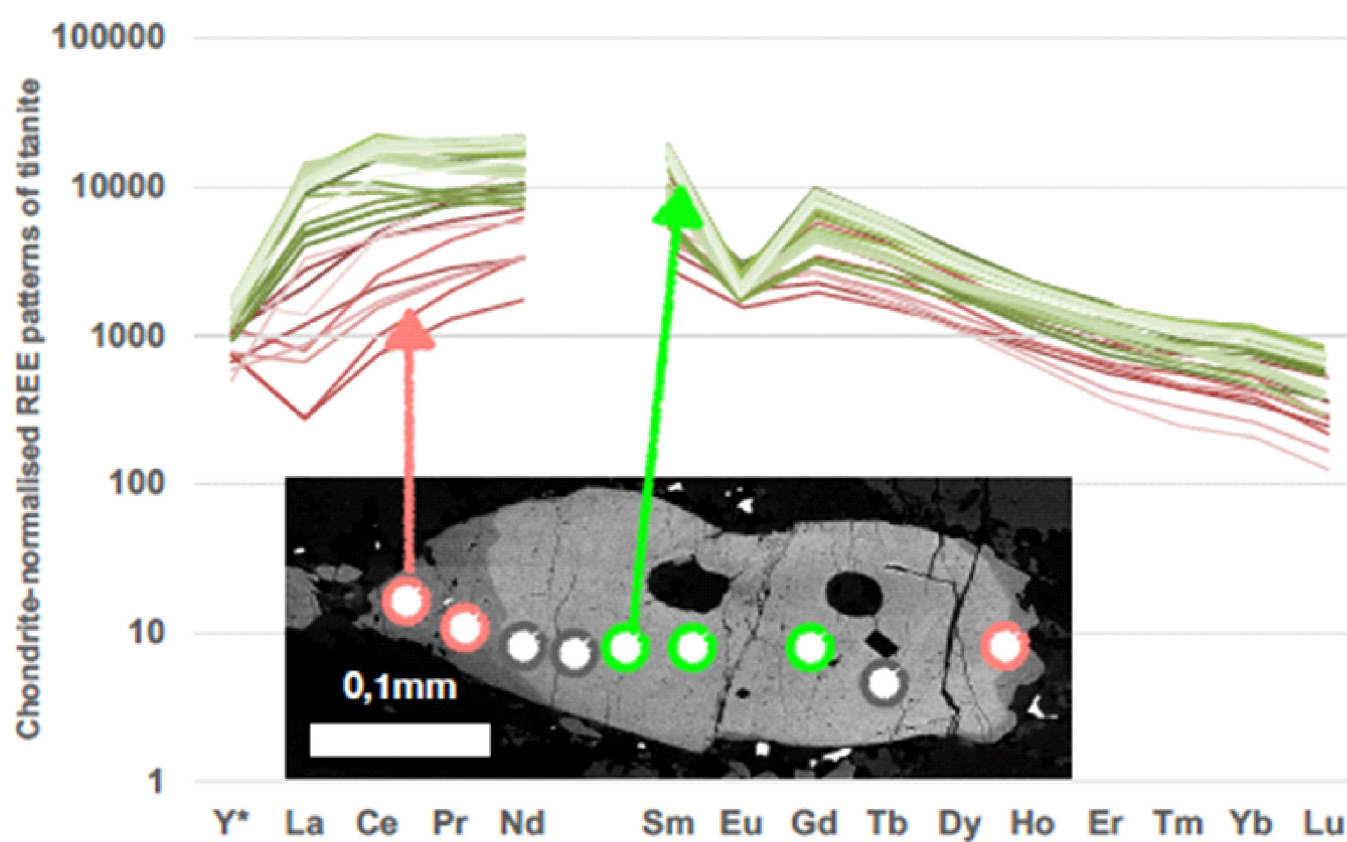 Chondrite-normalised REE patterns of titanite
100000
10000
1000
100
10
1
0,1mm
Y* La Ce Pr Nd Sm Eu Gd Tb Dy Ho Er Tm Yb Lu